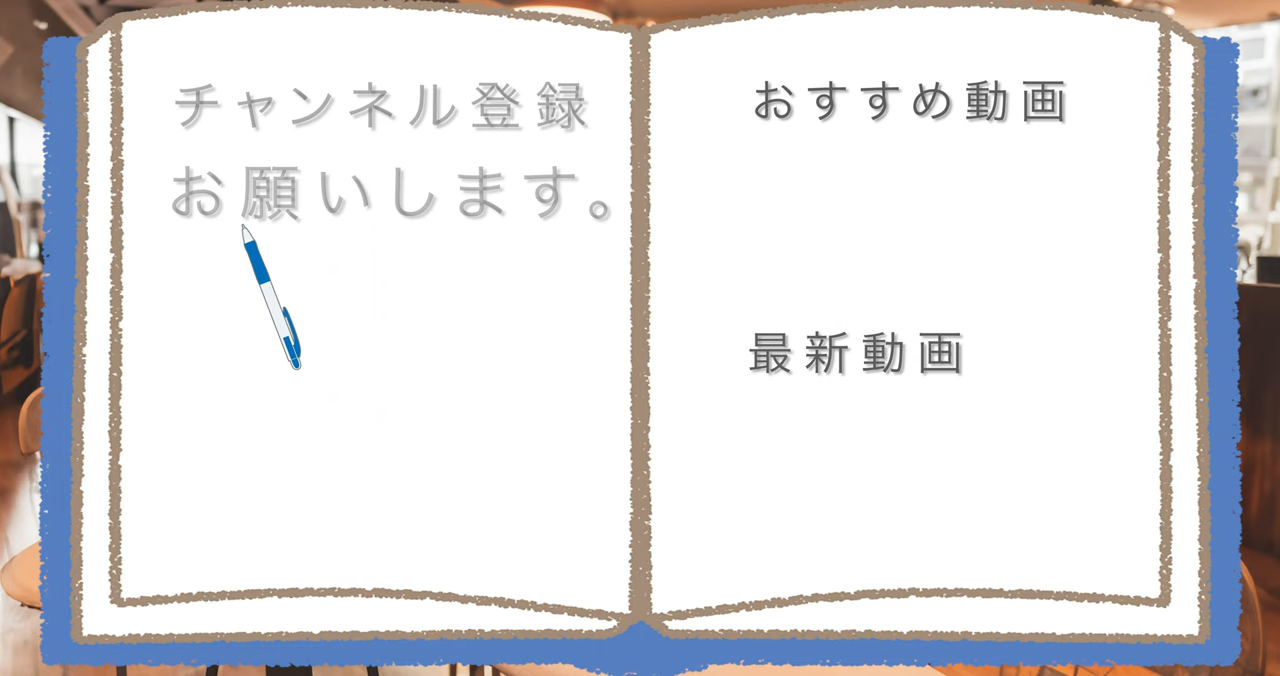 チャンネル登録
お願いします。
おすすめ動画
最新動画